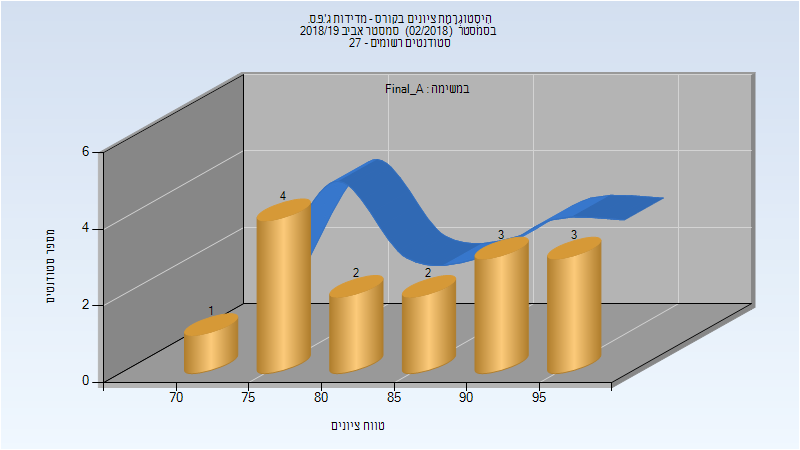 היסטוגרמת ציונים בקורס - מדידות ג'.פ.ס.
בסמסטר (02/2018) סמסטר אביב 2018/19
סטודנטים רשומים - 27
במשימה : Final_A
מספר סטודנטים
6
4
2
0
1
4
2
2
3
3
70
75
80
85
90
95
טווח ציונים